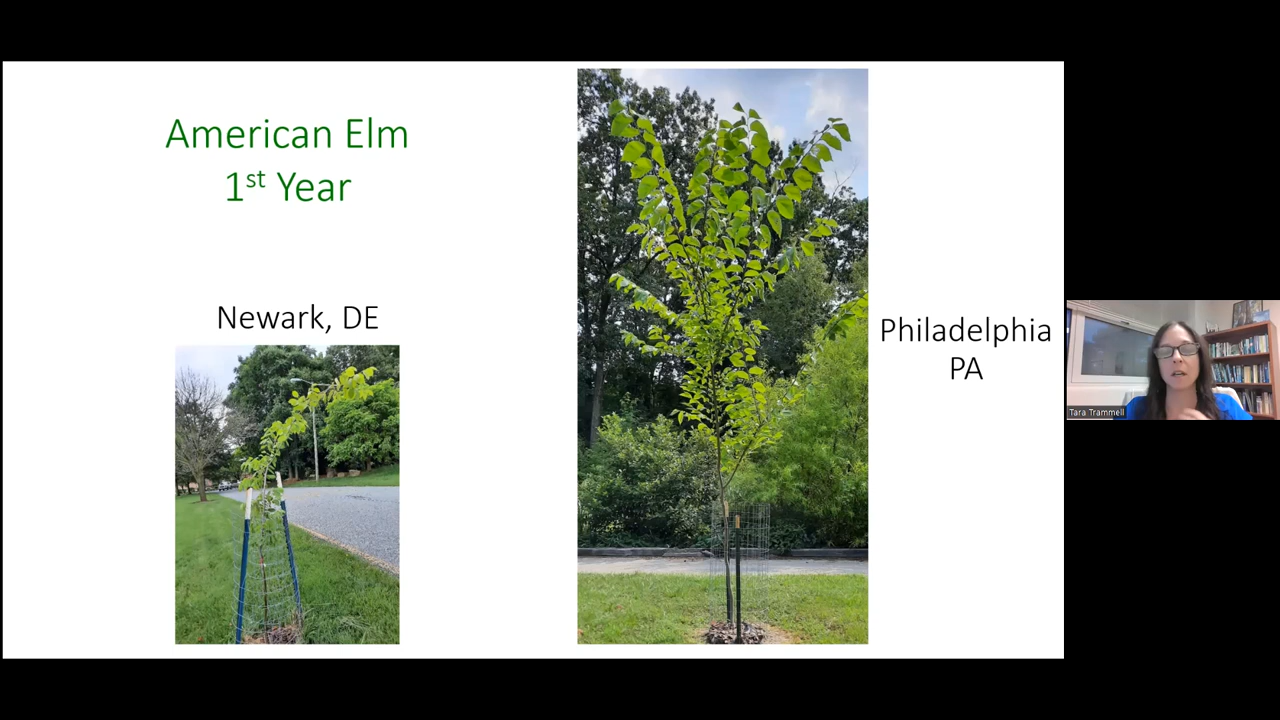 American Elm
1st Year
Newark, DE
Philadelphia
PA
Tara Trammell